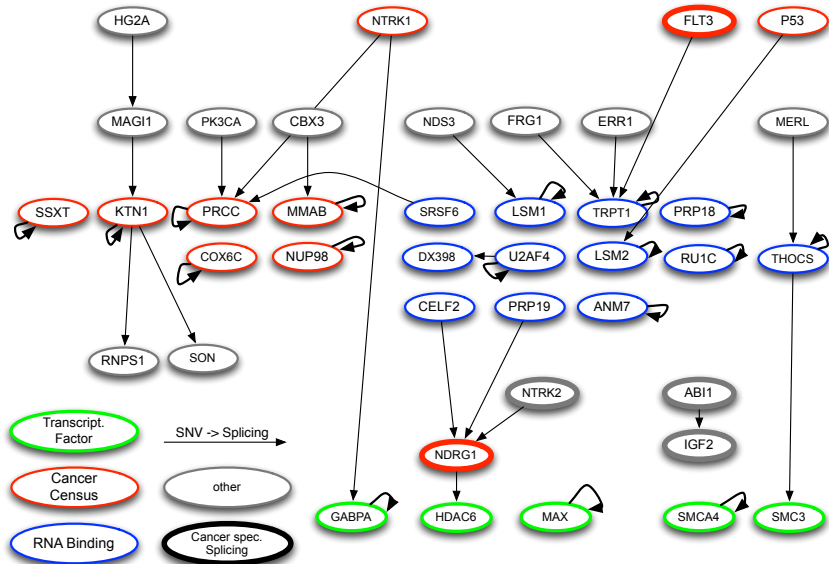 HG2A
NTRK1
FLT3
P53
MAGI1
PK3CA
CBX3
NDS3
FRG1
ERR1
MERL
SSXT
KTN1
PRCC
MMAB
SRSF6
LSM1
TRPT1
PRP18
COX6C
NUP98
DX398
U2AF4
LSM2
RU1C
THOCS
CELF2
PRP19
ANM7
RNPS1
SON
NTRK2
ABI1
IGF2
NDRG1
Transcript.
Factor
SNV -> Splicing
Cancer
Census
other
RNA Binding
Cancer spec.
Splicing
GABPA
HDAC6
MAX
SMCA4
SMC3